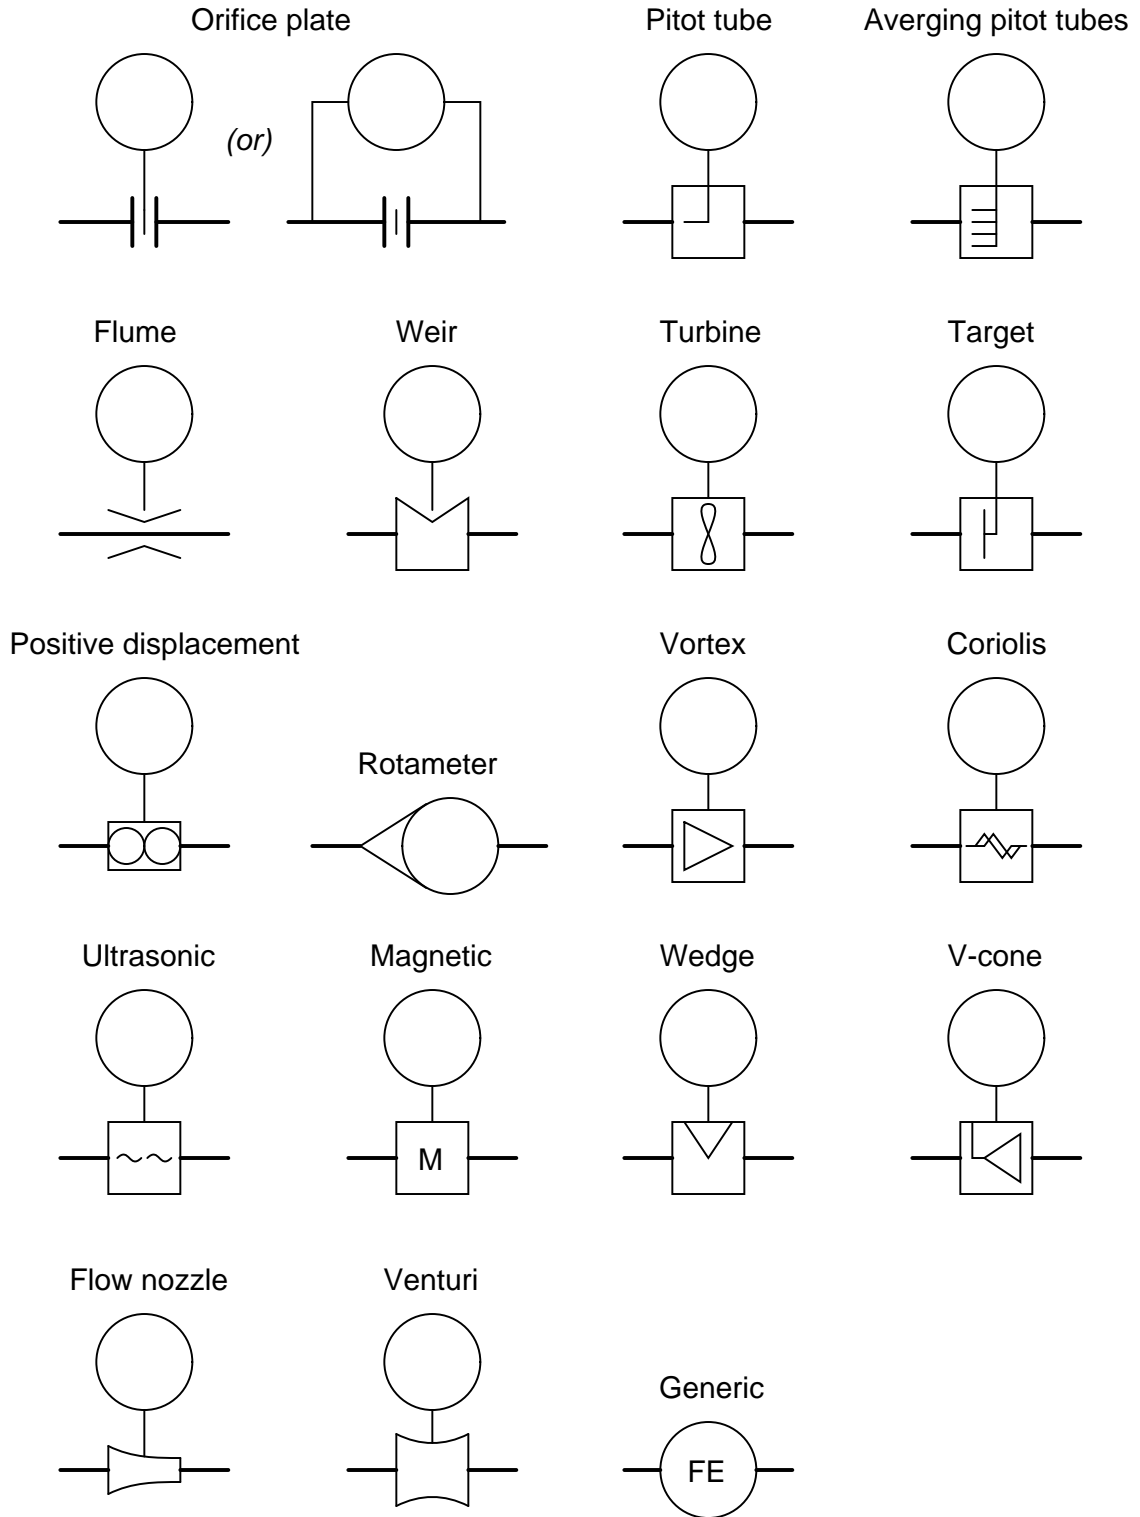 Orifice plate
Pitot tube
Averging pitot tubes
(or)
Flume
Weir
Turbine
Target
Positive displacement
Rotameter
Vortex
Coriolis
Ultrasonic
Magnetic
Wedge
V-cone
M
Flow nozzle
Venturi
Generic
FE